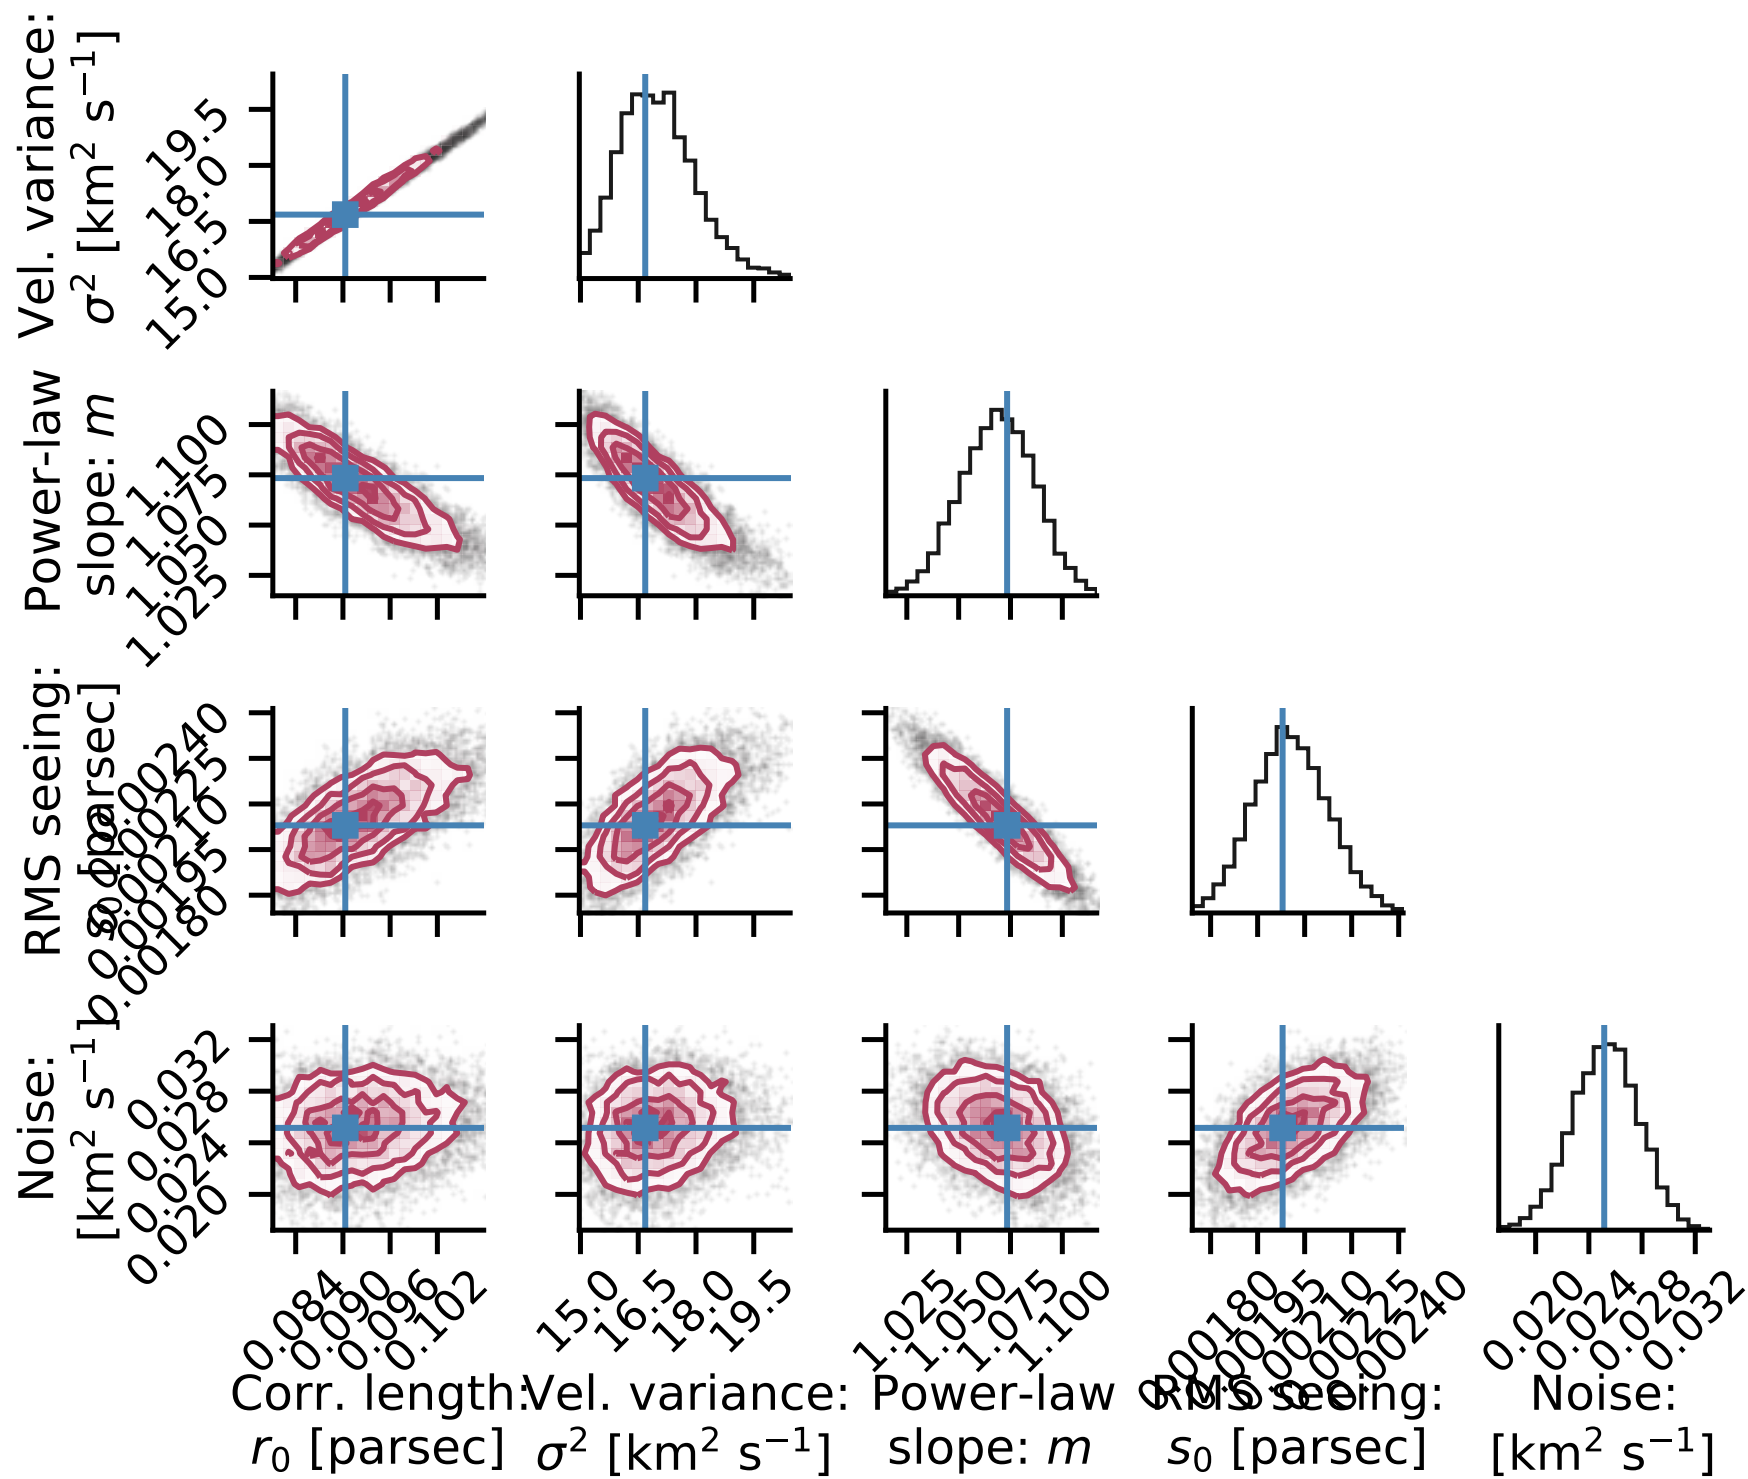 Vel. variance:
σ² [km² s⁻¹]
19.5
18.0
16.5
15.0
Power-law
slope: m
1.100
1.075
1.050
1.025
RMS seeing:
s₀ [parsec]
0.00240
0.00225
0.00210
0.00195
0.00180
Noise:
[km² s⁻¹]
0.032
0.028
0.024
0.020
0.084 0.090 0.096 0.102
15.0 16.5 18.0 19.5
1.025 1.050 1.075 1.100
0.00180 0.00195 0.00210 0.00225 0.00240
0.020 0.024 0.028 0.032
Corr. length:
r₀ [parsec]
Vel. variance:
σ² [km² s⁻¹]
Power-law
slope: m
RMS seeing:
s₀ [parsec]
Noise:
[km² s⁻¹]